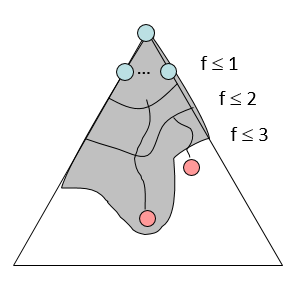 ...
f ≤ 1
f ≤ 2
f ≤ 3